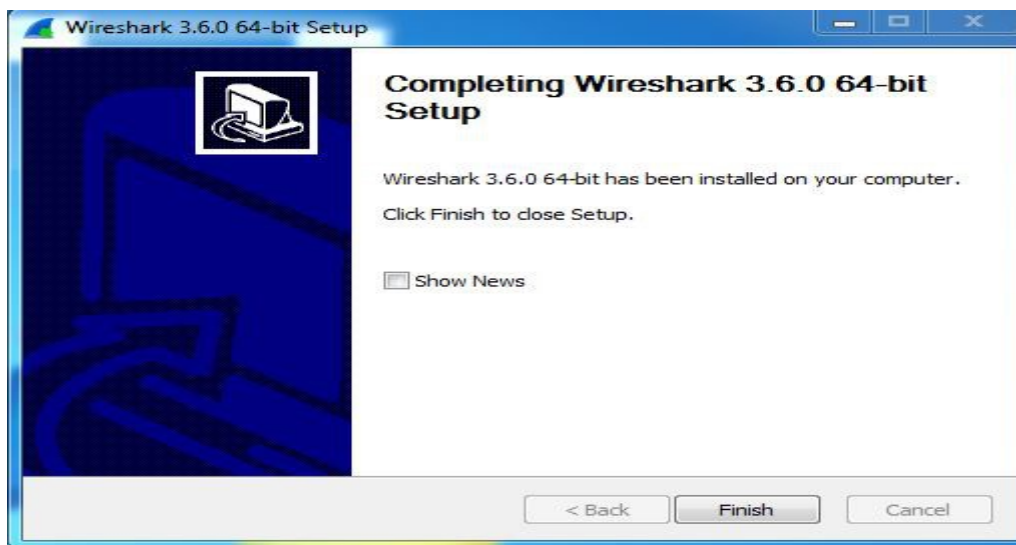 Wireshark 3.6.0 64-bit Setup
Completing Wireshark 3.6.0 64-bit
Setup
Wireshark 3.6.0 64-bit has been installed on your computer.
Click Finish to close Setup.
Show News
< Back Finish Cancel